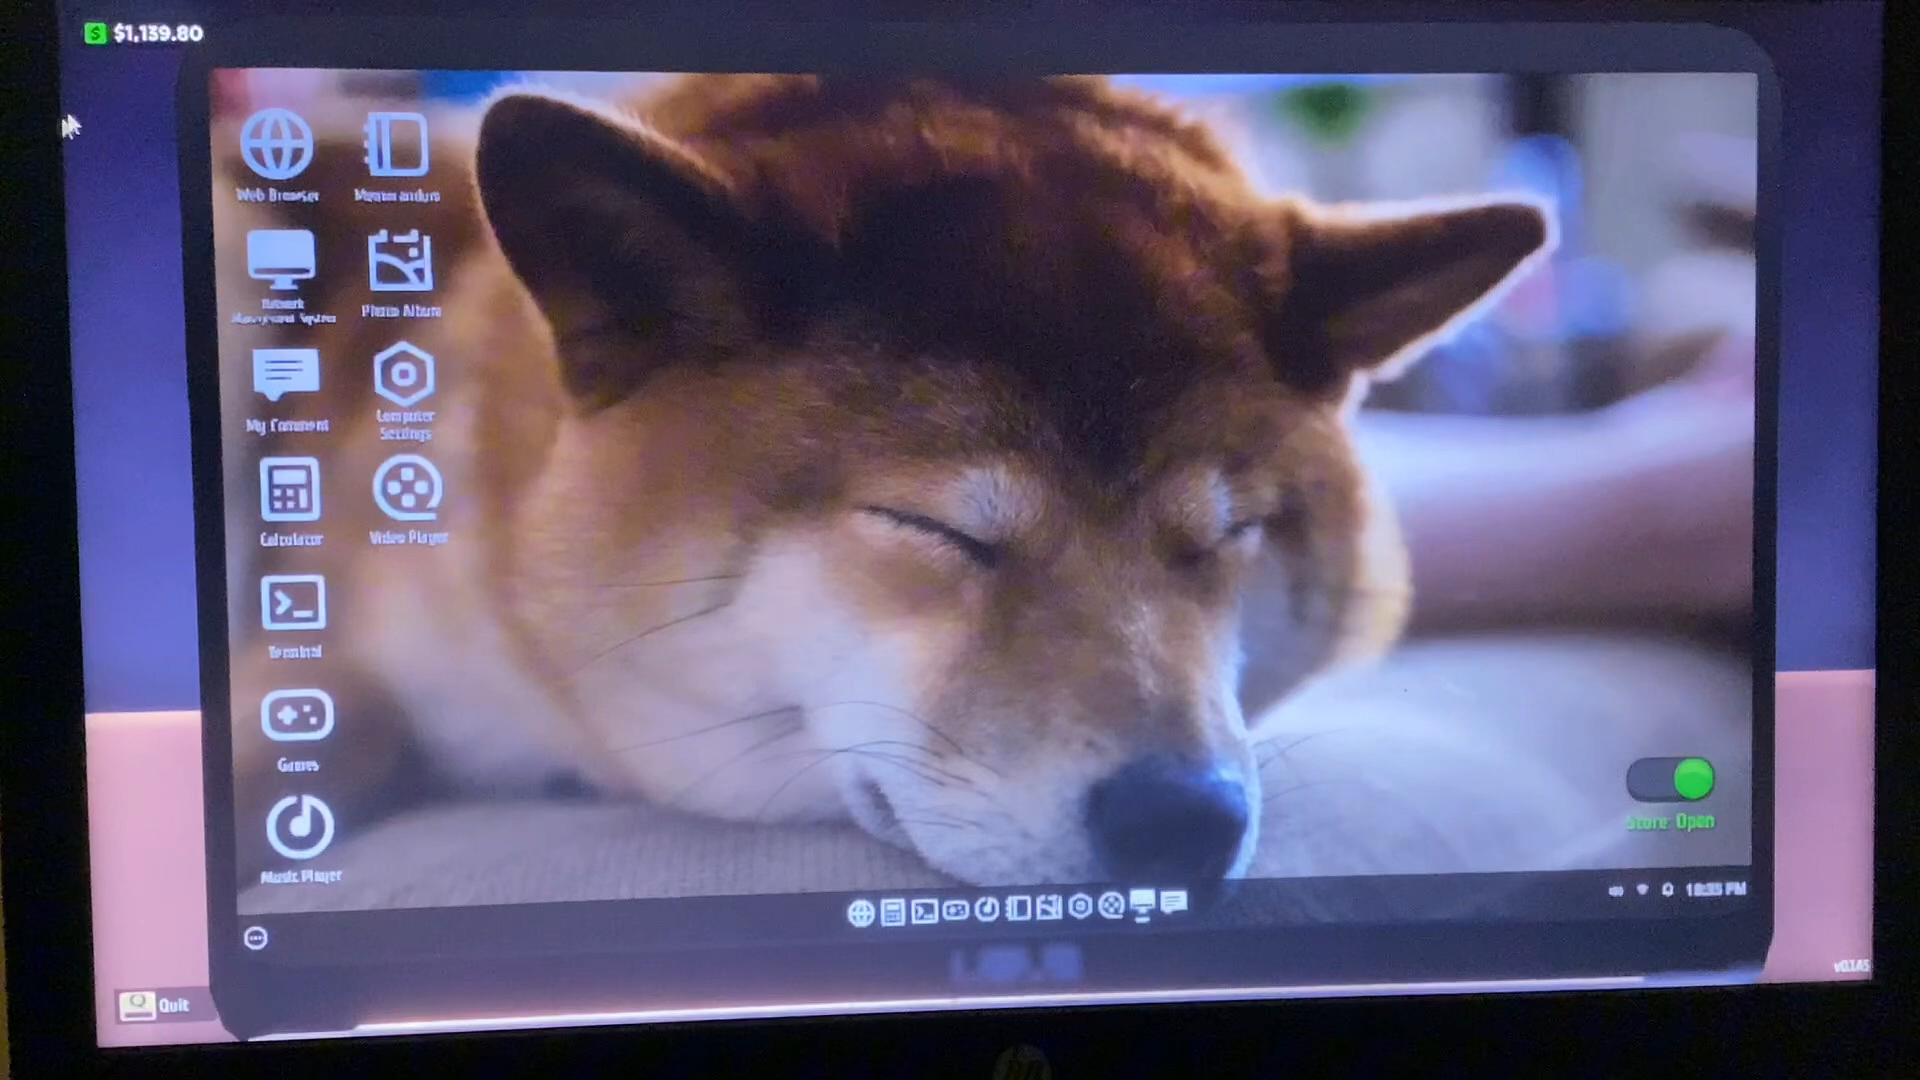 $1,139.80
Web Browser
Photo Album
My Comment
Computer
Settings
Calculator
Video Player
Terminal
Games
Music Player
Store: Open
Quit